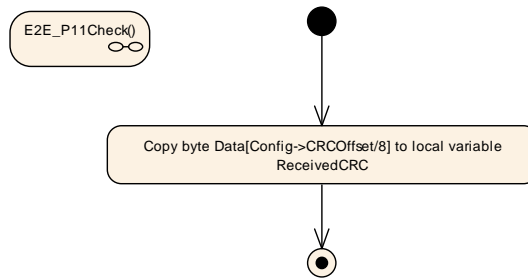 E2E_P11Check()
Copy byte Data[Config->CRCOffset/8] to local variable
ReceivedCRC